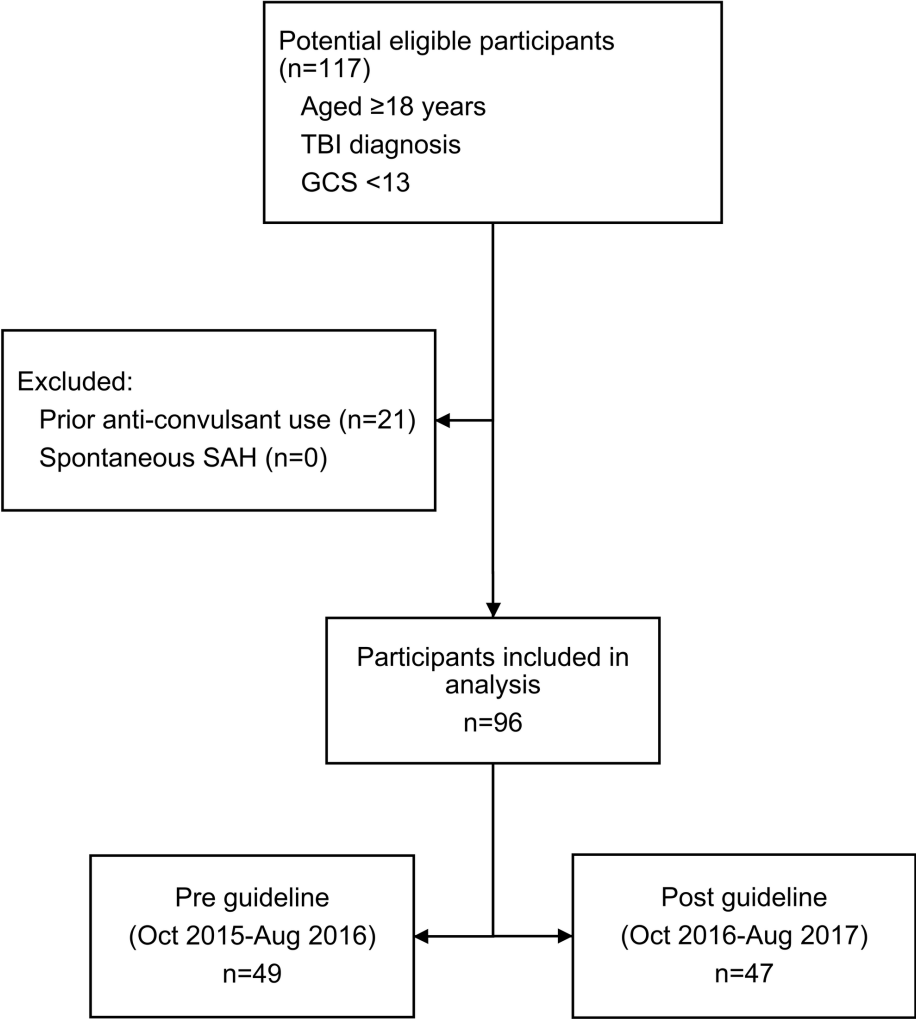 Potential eligible participants
(n=117)
Aged ≥18 years
TBI diagnosis
GCS <13
Excluded:
Prior anti-convulsant use (n=21)
Spontaneous SAH (n=0)
Participants included in
analysis
n=96
Pre guideline
(Oct 2015-Aug 2016)
n=49
Post guideline
(Oct 2016-Aug 2017)
n=47